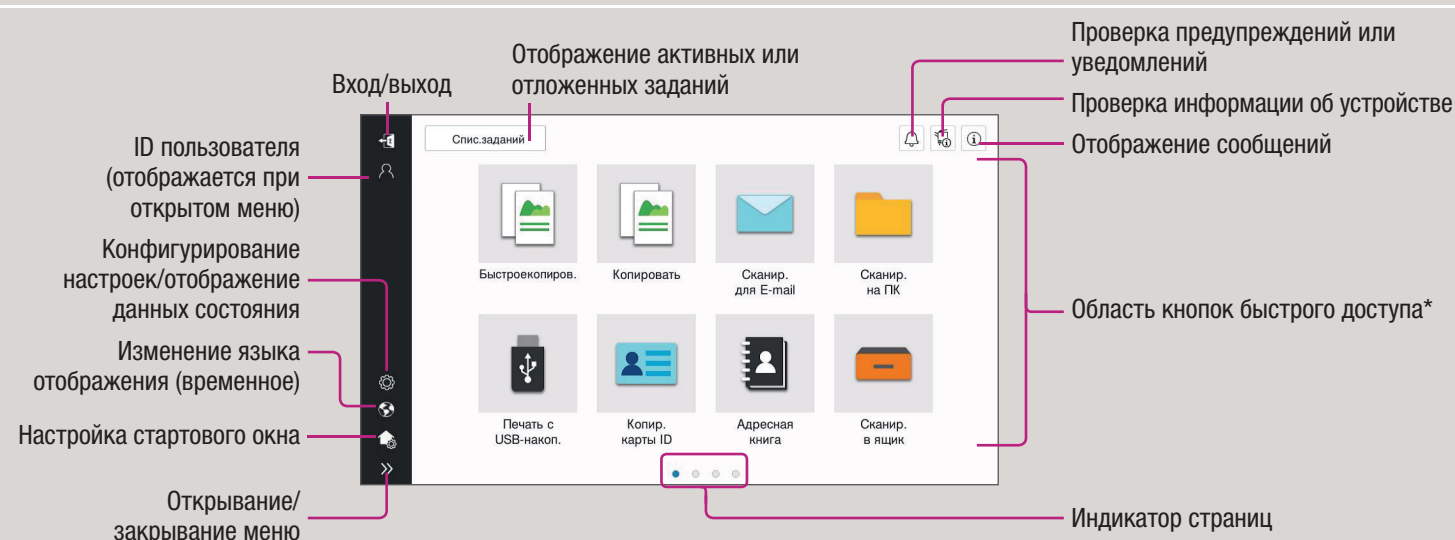 Проверка предупреждений или
уведомлений
Отображение активных или
отложенных заданий
Вход/выход
Проверка информации об устройстве
Отображение сообщений
ID пользователя
(отображается при
открытом меню)
Конфигурирование
настроек/отображение
данных состояния
Изменение языка
отображения (временное)
Настройка стартового окна
Открывание/
закрывание меню
Спис.заданий
Быстроекопиров.
Копировать
Сканир.
для E-mail
Сканир.
на ПК
Печать с
USB-накоп.
Копир.
карты ID
Адресная
книга
Сканир.
в ящик
Область кнопок быстрого доступа*
Индикатор страниц